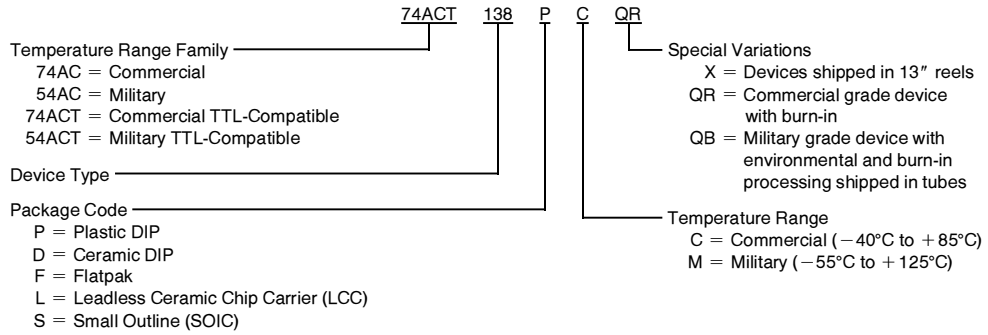 74ACT 138 P C QR
Temperature Range Family
74AC = Commercial
54AC = Military
74ACT = Commercial TTL-Compatible
54ACT = Military TTL-Compatible
Device Type
Package Code
P = Plastic DIP
D = Ceramic DIP
F = Flatpak
L = Leadless Ceramic Chip Carrier (LCC)
S = Small Outline (SOIC)
Special Variations
X = Devices shipped in 13″ reels
QR = Commercial grade device
with burn-in
QB = Military grade device with
environmental and burn-in
processing shipped in tubes
Temperature Range
C = Commercial (−40°C to +85°C)
M = Military (−55°C to +125°C)